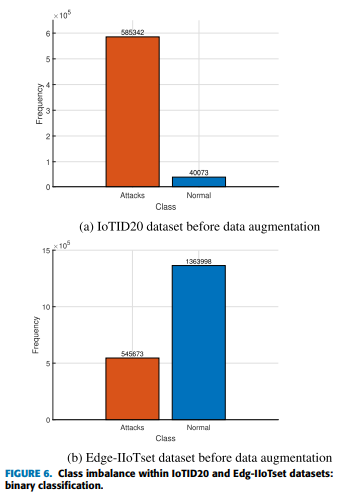 ×10^5
6
5
4
3
2
1
0
Frequency
585342
40073
Attacks Normal
Class
(a) IoTID20 dataset before data augmentation
×10^5
15
10
5
0
Frequency
1363998
545673
Attacks Normal
Class
(b) Edge-IIoTset dataset before data augmentation
FIGURE 6. Class imbalance within IoTID20 and Edg-IIoTset datasets:
binary classification.